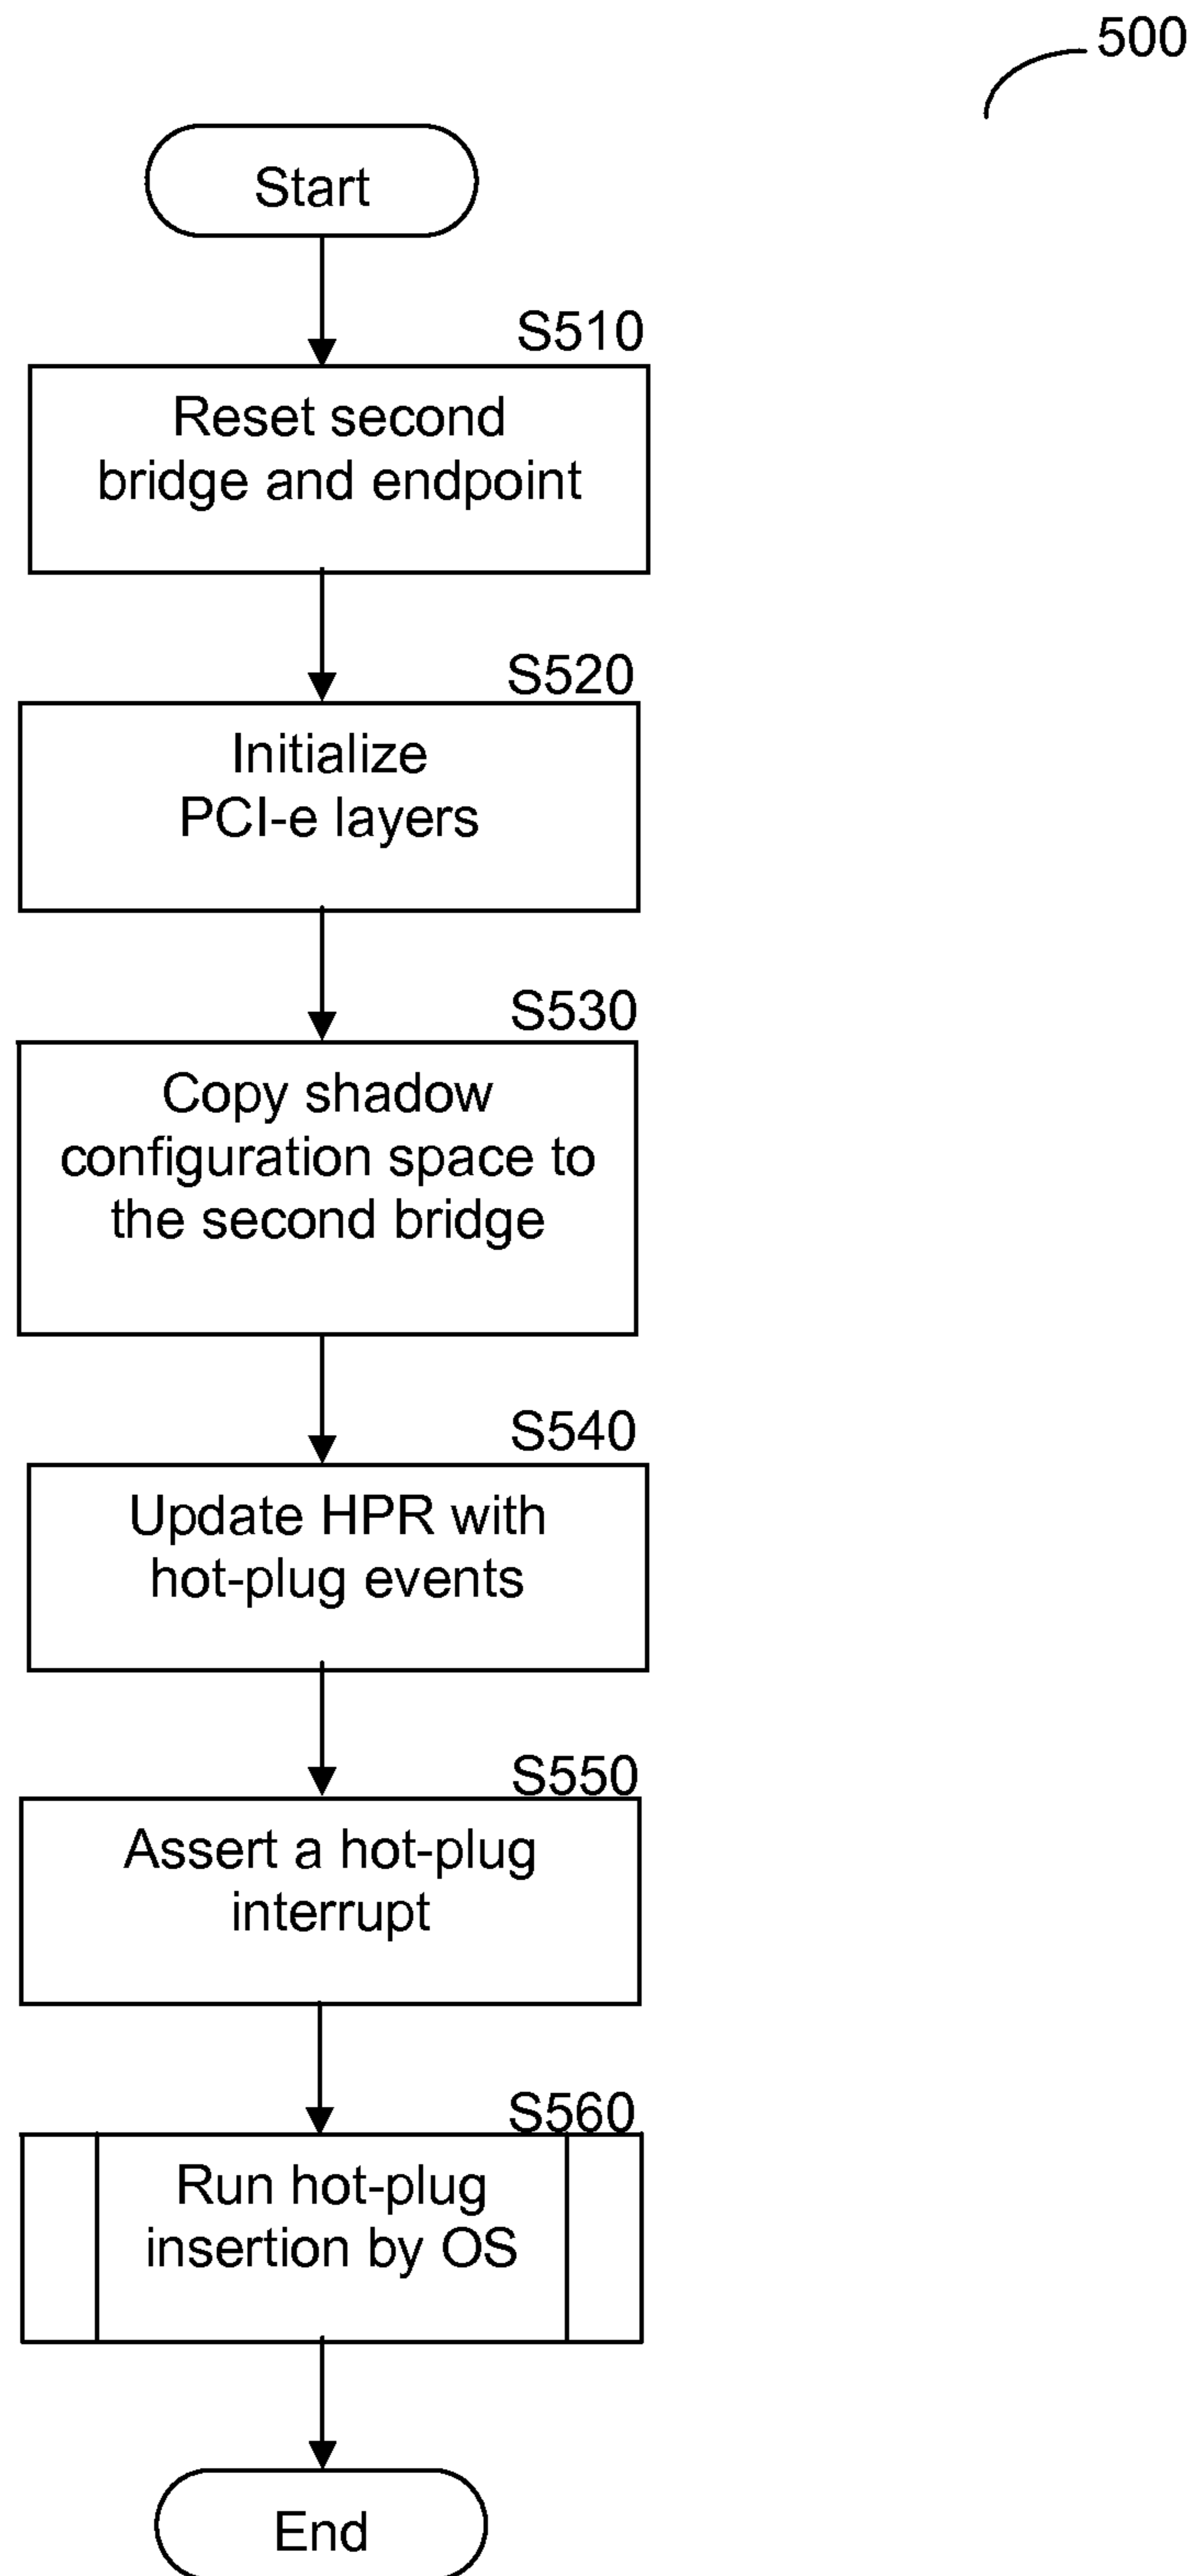 500
Start
S510
Reset second
bridge and endpoint
S520
Initialize
PCI-e layers
S530
Copy shadow
configuration space to
the second bridge
S540
Update HPR with
hot-plug events
S550
Assert a hot-plug
interrupt
S560
Run hot-plug
insertion by OS
End